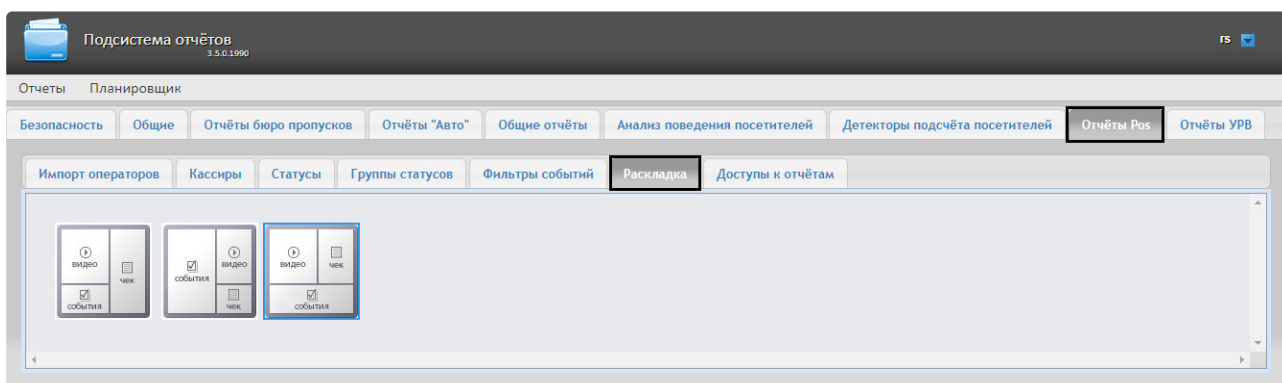 Подсистема отчётов
3.5.0.1990
rs
Отчеты Планировщик
Безопасность Общие Отчёты бюро пропусков Отчёты "Авто" Общие отчёты Анализ поведения посетителей Детекторы подсчёта посетителей Отчёты Pos Отчёты УРВ
Импорт операторов Кассиры Статусы Группы статусов Фильтры событий Раскладка Доступы к отчётам
видео чек события
события видео чек
видео чек события